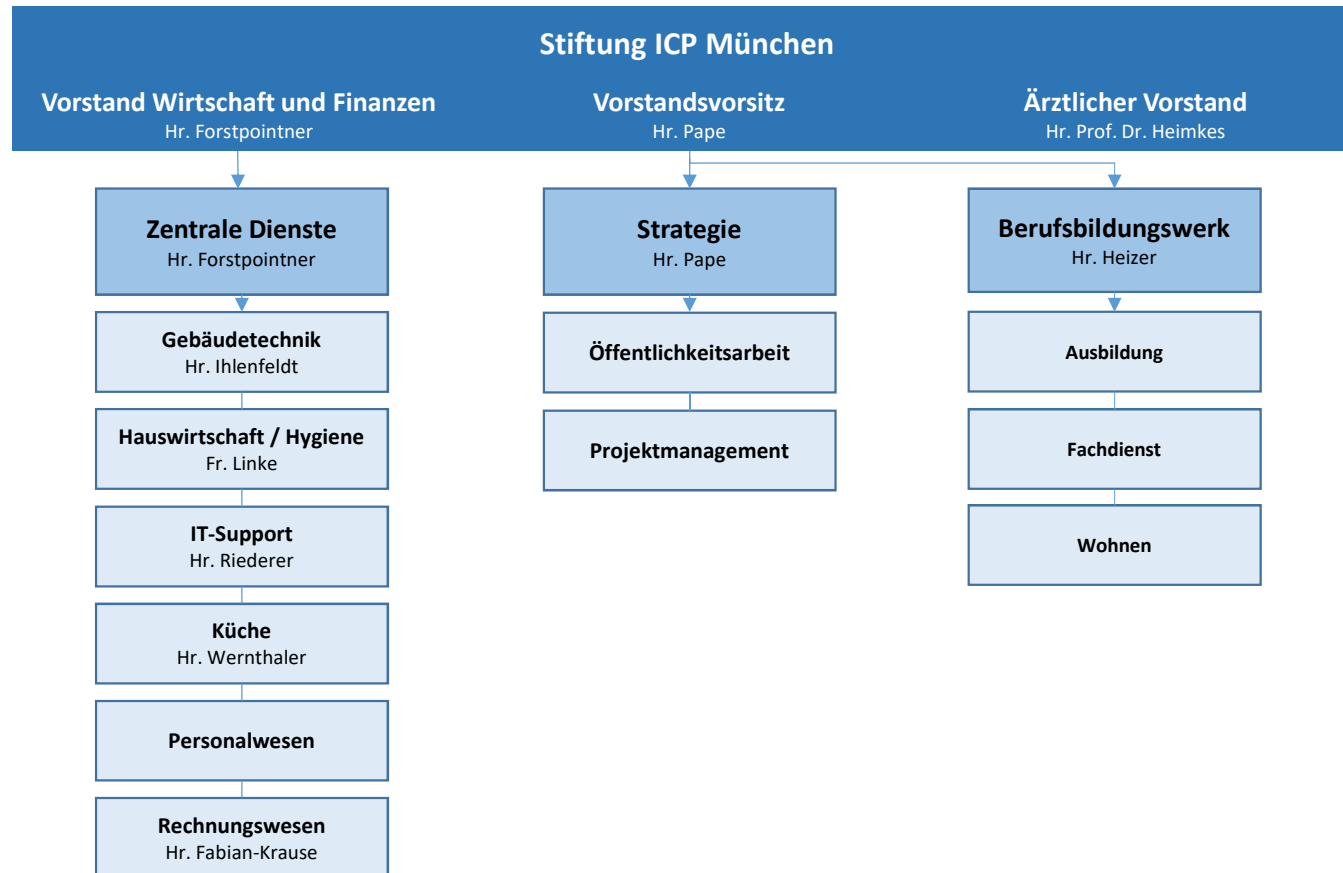 Stiftung ICP München
Vorstand Wirtschaft und Finanzen
Hr. Forstpointner
Vorstandsvorsitz
Hr. Pape
Ärztlicher Vorstand
Hr. Prof. Dr. Heimkes
Zentrale Dienste
Hr. Forstpointner
Gebäudetechnik
Hr. Ihlenfeldt
Hauswirtschaft / Hygiene
Fr. Linke
IT-Support
Hr. Riederer
Küche
Hr. Wernthaler
Personalwesen
Rechnungswesen
Hr. Fabian-Krause
Strategie
Hr. Pape
Öffentlichkeitsarbeit
Projektmanagement
Berufsbildungswerk
Hr. Heizer
Ausbildung
Fachdienst
Wohnen